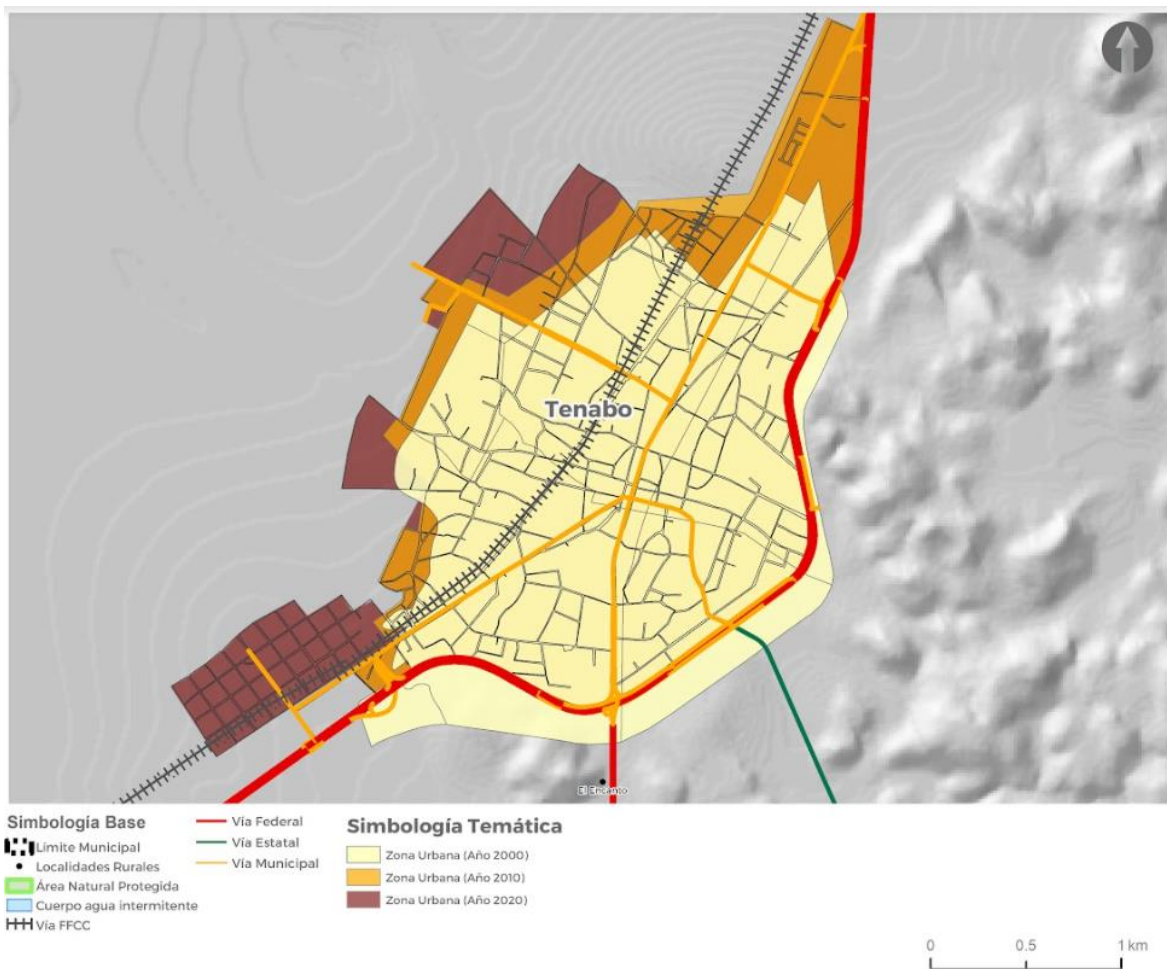 Tenabo
El Encanto
Simbología Base
Límite Municipal
Localidades Rurales
Área Natural Protegida
Cuerpo agua intermitente
Vía FFCC
Vía Federal
Vía Estatal
Vía Municipal
Simbología Temática
Zona Urbana (Año 2000)
Zona Urbana (Año 2010)
Zona Urbana (Año 2020)
0 0.5 1 km